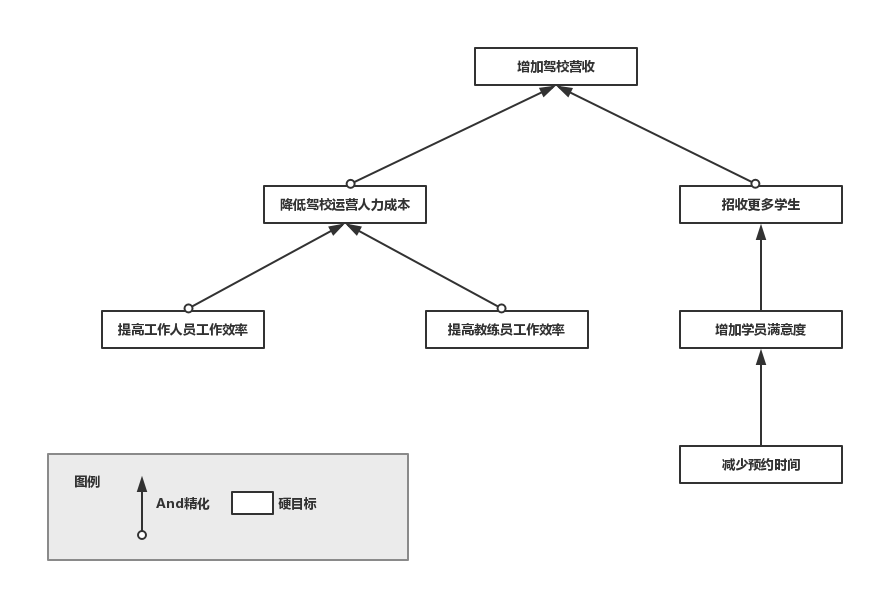 增加驾校营收
降低驾校运营人力成本
招收更多学生
提高工作人员工作效率
提高教练员工作效率
增加学员满意度
减少预约时间
图例
And精化
硬目标